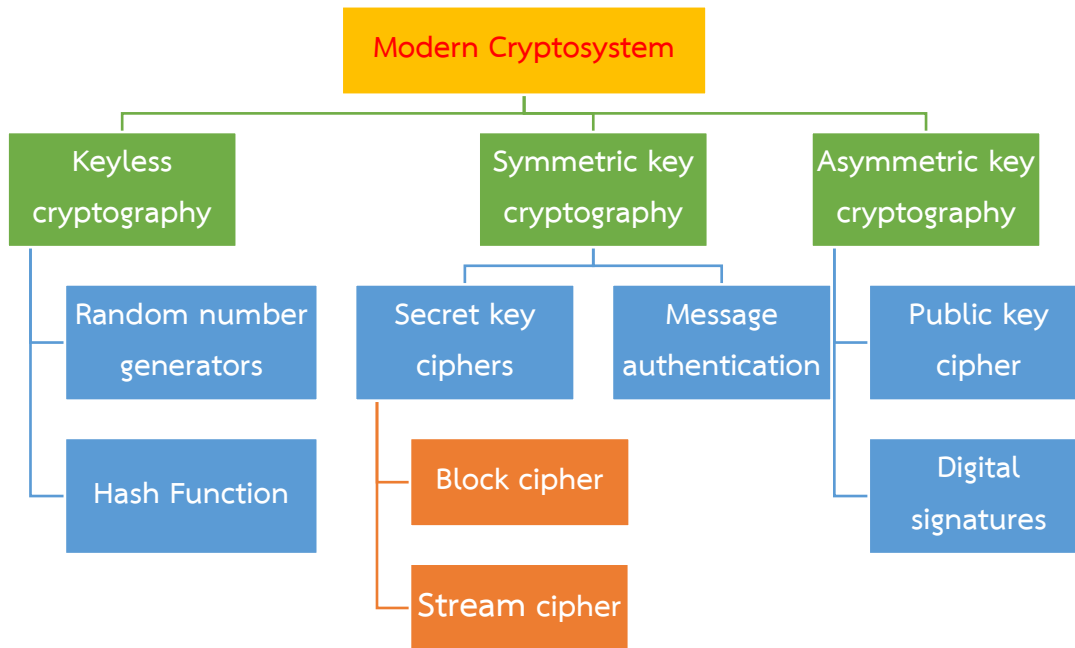 Modern Cryptosystem
Keyless
cryptography
Symmetric key
cryptography
Asymmetric key
cryptography
Random number
generators
Secret key
ciphers
Message
authentication
Public key
cipher
Hash Function
Block cipher
Digital
signatures
Stream cipher